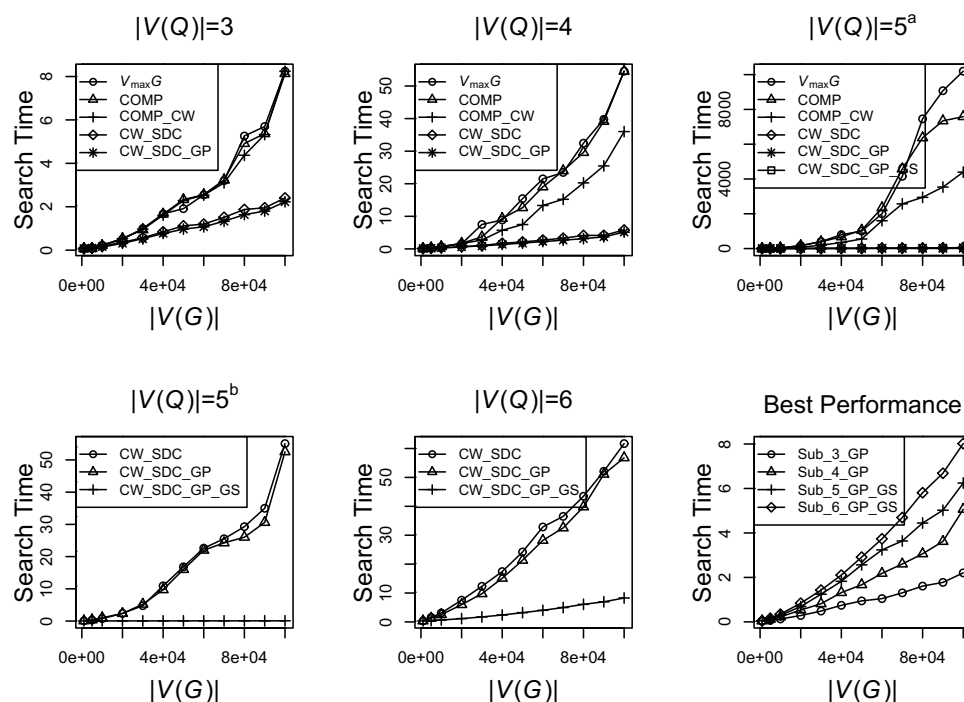 |V(Q)|=3
Search Time
8
6
4
2
0
V_max G
COMP
COMP_CW
CW_SDC
CW_SDC_GP
0e+00 4e+04 8e+04
|V(G)|
|V(Q)|=4
Search Time
50
40
30
20
10
0
V_max G
COMP
COMP_CW
CW_SDC
CW_SDC_GP
0e+00 4e+04 8e+04
|V(G)|
|V(Q)|=5^a
Search Time
8000
4000
0
V_max G
COMP
COMP_CW
CW_SDC
CW_SDC_GP
CW_SDC_GP_GS
0e+00 4e+04 8e+04
|V(G)|
|V(Q)|=5^b
Search Time
50
40
30
20
10
0
CW_SDC
CW_SDC_GP
CW_SDC_GP_GS
0e+00 4e+04 8e+04
|V(G)|
|V(Q)|=6
Search Time
50
40
30
20
10
0
CW_SDC
CW_SDC_GP
CW_SDC_GP_GS
0e+00 4e+04 8e+04
|V(G)|
Best Performance
Search Time
8
6
4
2
0
Sub_3_GP
Sub_4_GP
Sub_5_GP_GS
Sub_6_GP_GS
0e+00 4e+04 8e+04
|V(G)|